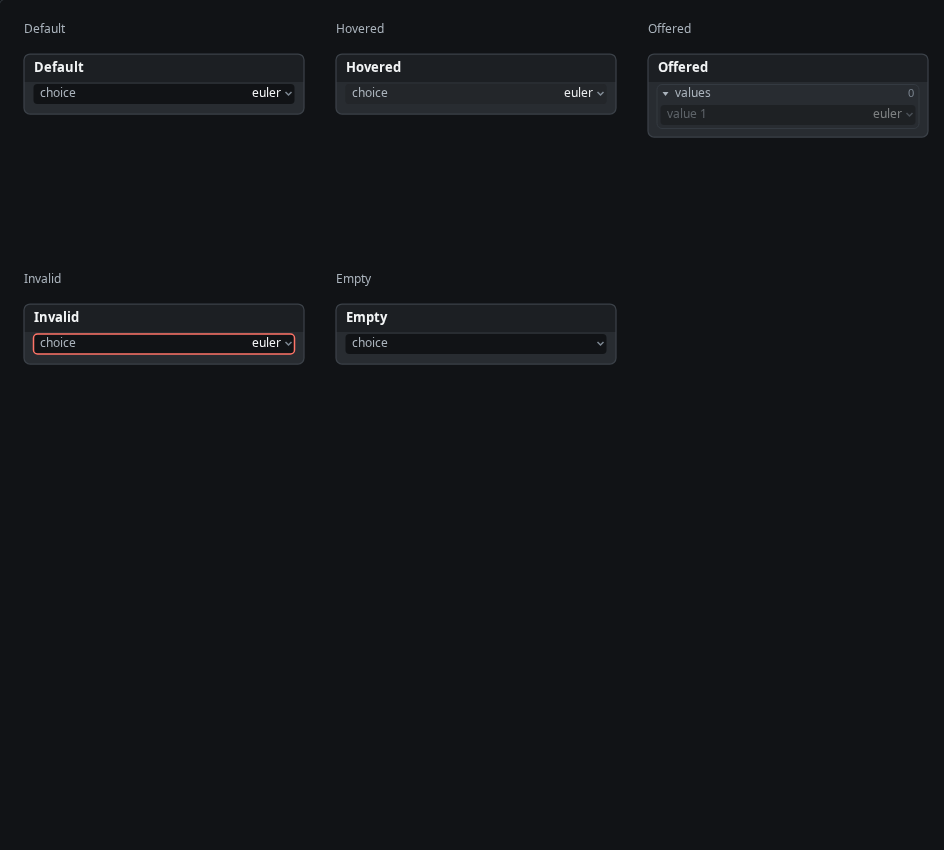 Default
Hovered
Offered
Default
Hovered
Offered
choice euler
choice euler
values 0
value 1 euler
Invalid
Empty
Invalid
Empty
choice euler
choice